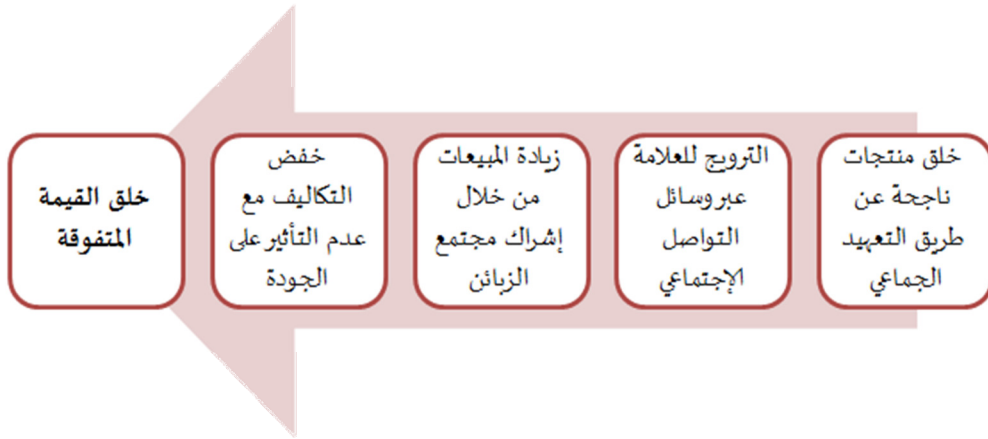 خلق منتجات
ناجحة عن
طريق التعهيد
الجماعي
الترويج للعلامة
عبر وسائل
التواصل
الإجتماعي
زيادة المبيعات
من خلال
إشراك مجتمع
الزبائن
خفض
التكاليف مع
عدم التأثير على
الجودة
خلق القيمة
المتفوقة